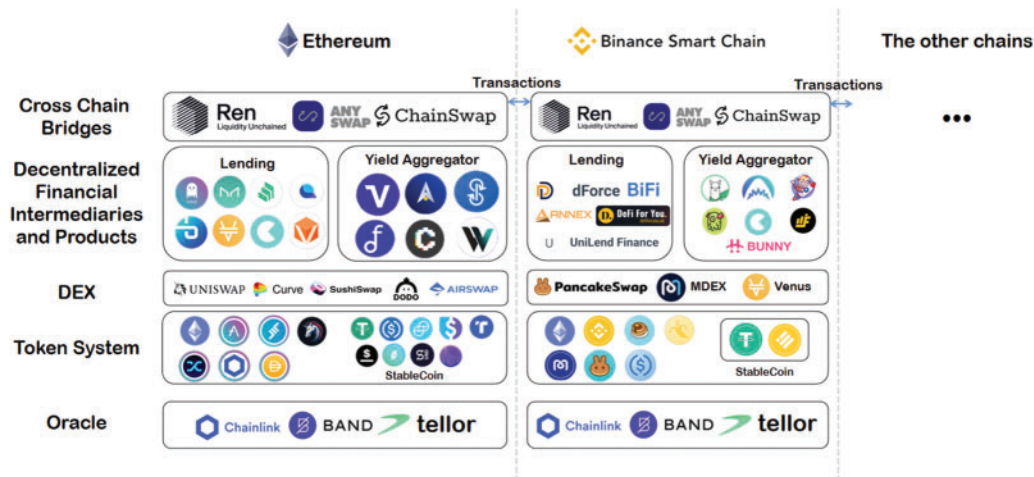 Ethereum
Binance Smart Chain
The other chains
Transactions
Transactions
Cross Chain
Bridges
Ren
Liquidity Unchained
ANY
SWAP
ChainSwap
Ren
Liquidity Unchained
ANY
SWAP
ChainSwap
•••
Decentralized
Financial
Intermediaries
and Products
Lending
Yield Aggregator
Lending
dForce
BiFi
ANNEX
DeFi For You.
UniLend Finance
Yield Aggregator
BUNNY
DEX
UNISWAP
Curve
SushiSwap
DODO
AIRSWAP
PancakeSwap
MDEX
Venus
Token System
StableCoin
StableCoin
Oracle
Chainlink
BAND
tellor
Chainlink
BAND
tellor